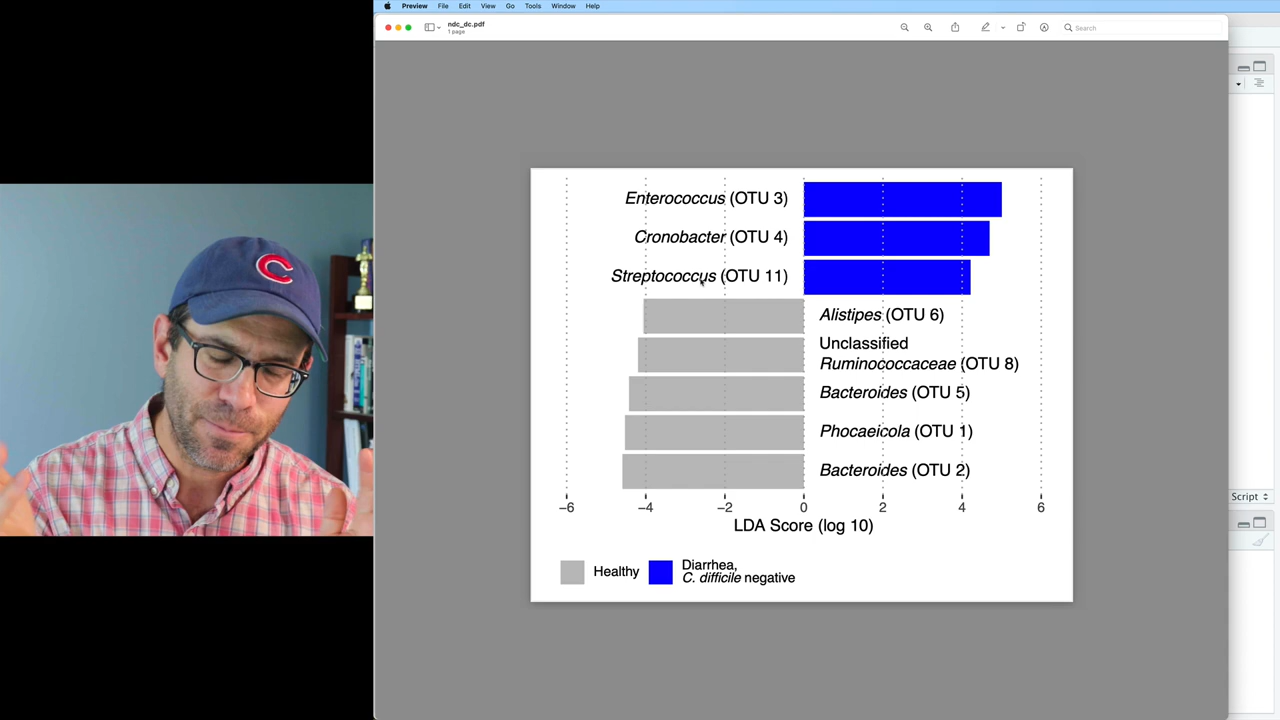 Preview File Edit View Go Tools Window Help
ndc_dc.pdf
1 page
Search
Enterococcus (OTU 3)
Cronobacter (OTU 4)
Streptococcus (OTU 11)
Alistipes (OTU 6)
Unclassified
Ruminococcaceae (OTU 8)
Bacteroides (OTU 5)
Phocaeicola (OTU 1)
Bacteroides (OTU 2)
−6 −4 −2 0 2 4 6
LDA Score (log 10)
Healthy
Diarrhea,
C. difficile negative
Script
C